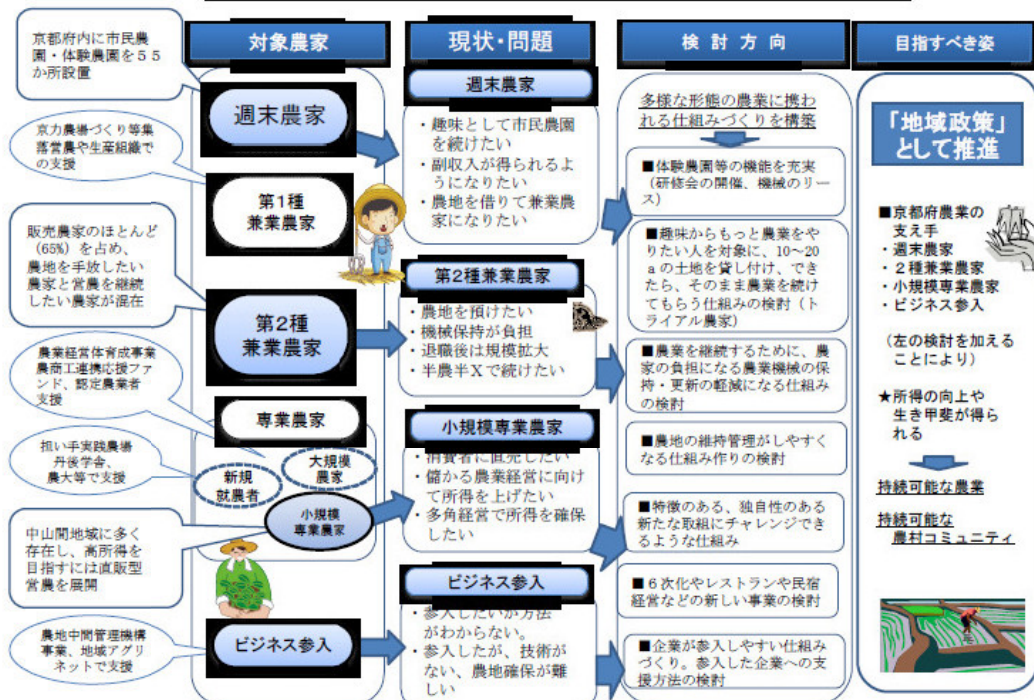 対象農家
現状・問題
検 討 方 向
目指すべき姿
京都府内に市民農
園・体験農園を５５
か所設置
京力農場づくり等集
落営農や生産組織で
の支援
販売農家のほとんど
（65%）を占め、
農地を手放したい
農家と営農を継続
したい農家が混在
農業経営体育成事業
農商工連携応援ファ
ンド、認定農業者
支援
担い手実践農場
丹後学舎、
農大等で支援
中山間地域に多く
存在し、高所得を
目指すには直販型
営農を展開
農地中間管理機構
事業、地域アグリ
ネットで支援
週末農家
第1種
兼業農家
第2種
兼業農家
専業農家
新規
就農者
大規模
農家
小規模
専業農家
ビジネス参入
週末農家
・趣味として市民農園
を続けたい
・副収入が得られるよ
うになりたい
・農地を借りて兼業農
家になりたい
第2種兼業農家
・農地を預けたい
・機械保持が負担
・退職後は規模拡大
・半農半Ｘで続けたい
小規模専業農家
・消費者に直売したい
・儲かる農業経営に向け
て所得を上げたい
・多角経営で所得を確保
したい
ビジネス参入
・参入したいが方法
がわからない。
・参入したが、技術が
ない、農地確保が難
しい
多様な形態の農業に携わ
れる仕組みづくりを構築
■体験農園等の機能を充実
（研修会の開催、機械のリー
ス）
■趣味からもっと農業をや
りたい人を対象に、10～20
ａの土地を貸し付け、でき
たら、そのまま農業を続け
てもらう仕組みの検討（ト
ライアル農家）
■農業を継続するために、農
家の負担になる農業機械の保
持・更新の軽減になる仕組み
の検討
■農地の維持管理がしやすく
なる仕組み作りの検討
■特徴のある、独自性のある
新たな取組にチャレンジでき
るような仕組み
■６次化やレストランや民宿
経営などの新しい事業の検討
■企業が参入しやすい仕組み
づくり。参入した企業への支
援方法の検討
「地域政策」
として推進
■京都府農業の
支え手
・週末農家
・２種兼業農家
・小規模専業農家
・ビジネス参入
（左の検討を加える
ことにより）
★所得の向上や
生き甲斐が得ら
れる
持続可能な農業
持続可能な
農村コミュニティ